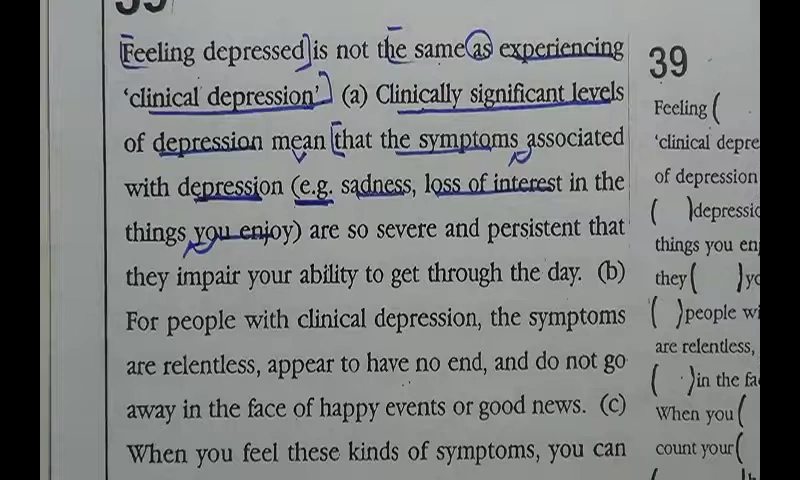 Feeling depressed is not the same as experiencing
'clinical depression' (a) Clinically significant levels
of depression mean that the symptoms associated
with depression (e.g. sadness, loss of interest in the
things you enjoy) are so severe and persistent that
they impair your ability to get through the day. (b)
For people with clinical depression, the symptoms
are relentless, appear to have no end, and do not go
away in the face of happy events or good news. (c)
When you feel these kinds of symptoms, you can
39
Feeling (
'clinical depre
of depression
( )depressio
things you en
they( )yo
( )people wi
are relentless,
( )in the fa
When you(
count your(